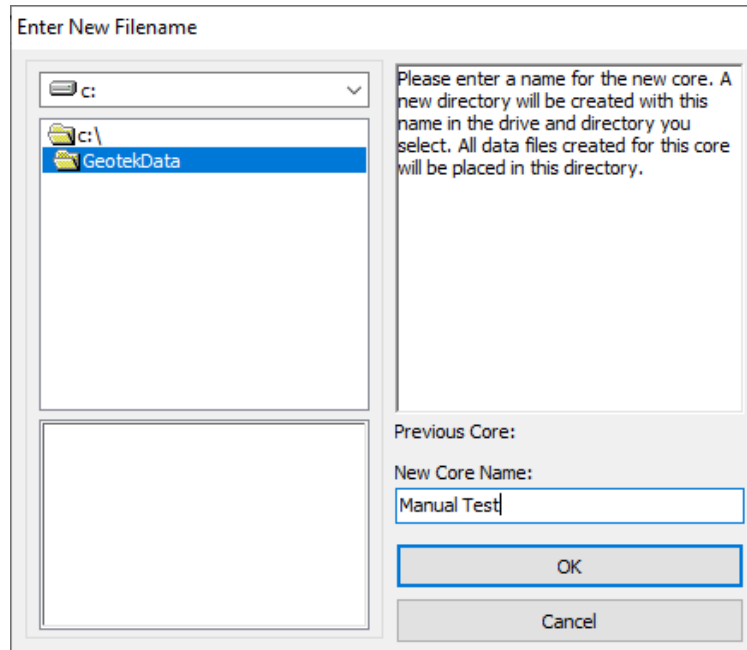 Enter New Filename
c:
c:\
GeotekData
Please enter a name for the new core. A
new directory will be created with this
name in the drive and directory you
select. All data files created for this core
will be placed in this directory.
Previous Core:
New Core Name:
Manual Test
OK
Cancel